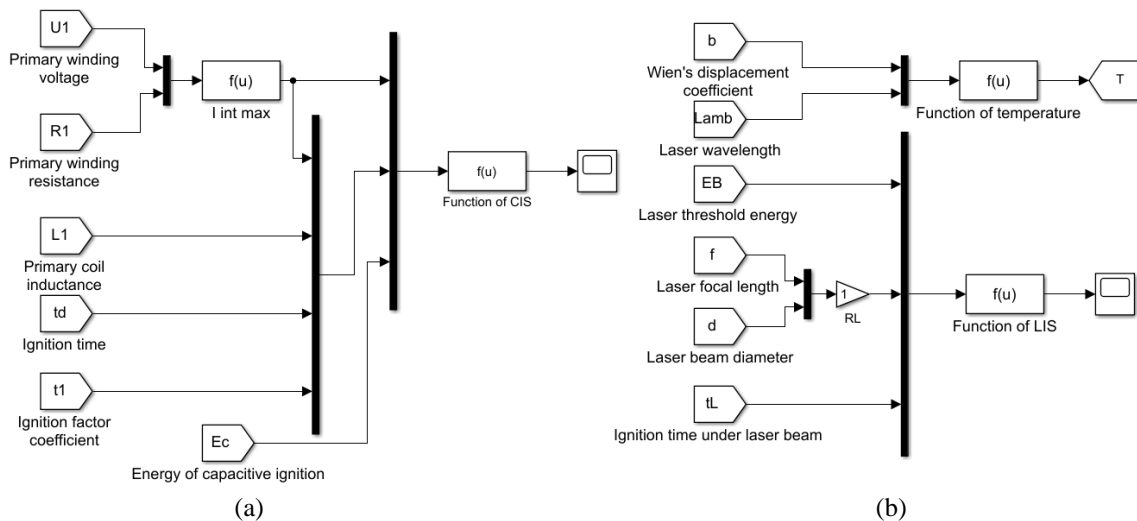 U1
Primary winding
voltage
R1
Primary winding
resistance
f(u)
I int max
L1
Primary coil
inductance
td
Ignition time
t1
Ignition factor
coefficient
Ec
Energy of capacitive ignition
f(u)
Function of CIS
(a)
b
Wien's displacement
coefficient
Lamb
Laser wavelength
f(u)
Function of temperature
T
EB
Laser threshold energy
f
Laser focal length
d
Laser beam diameter
1
RL
f(u)
Function of LIS
tL
Ignition time under laser beam
(b)